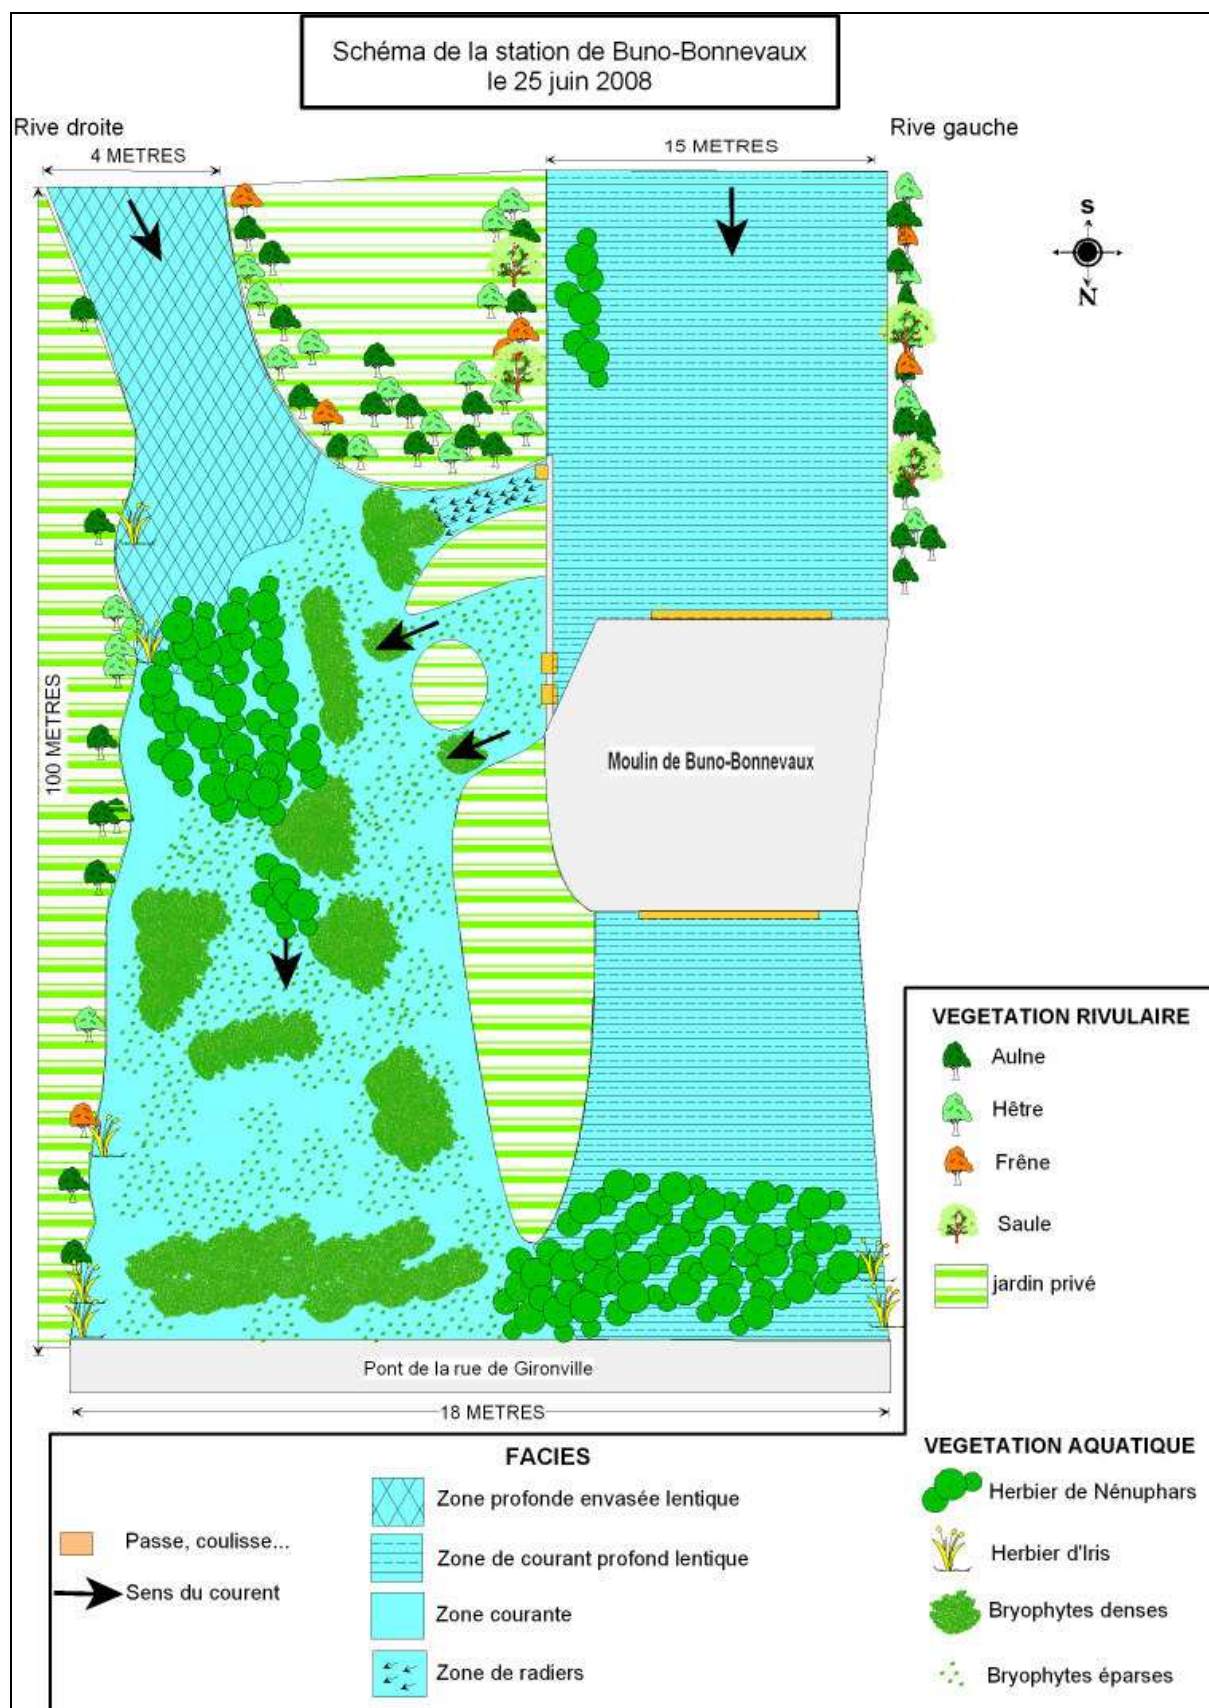 Schéma de la station de Buno-Bonnevaux
le 25 juin 2008
Rive droite
Rive gauche
4 METRES
15 METRES
S
N
100 METRES
Moulin de Buno-Bonnevaux
Pont de la rue de Gironville
18 METRES
VEGETATION RIVULAIRE
Aulne
Hêtre
Frêne
Saule
jardin privé
FACIES
Passe, coulisse...
Sens du courent
Zone profonde envasée lentique
Zone de courant profond lentique
Zone courante
Zone de radiers
VEGETATION AQUATIQUE
Herbier de Nénuphars
Herbier d'Iris
Bryophytes denses
Bryophytes éparses